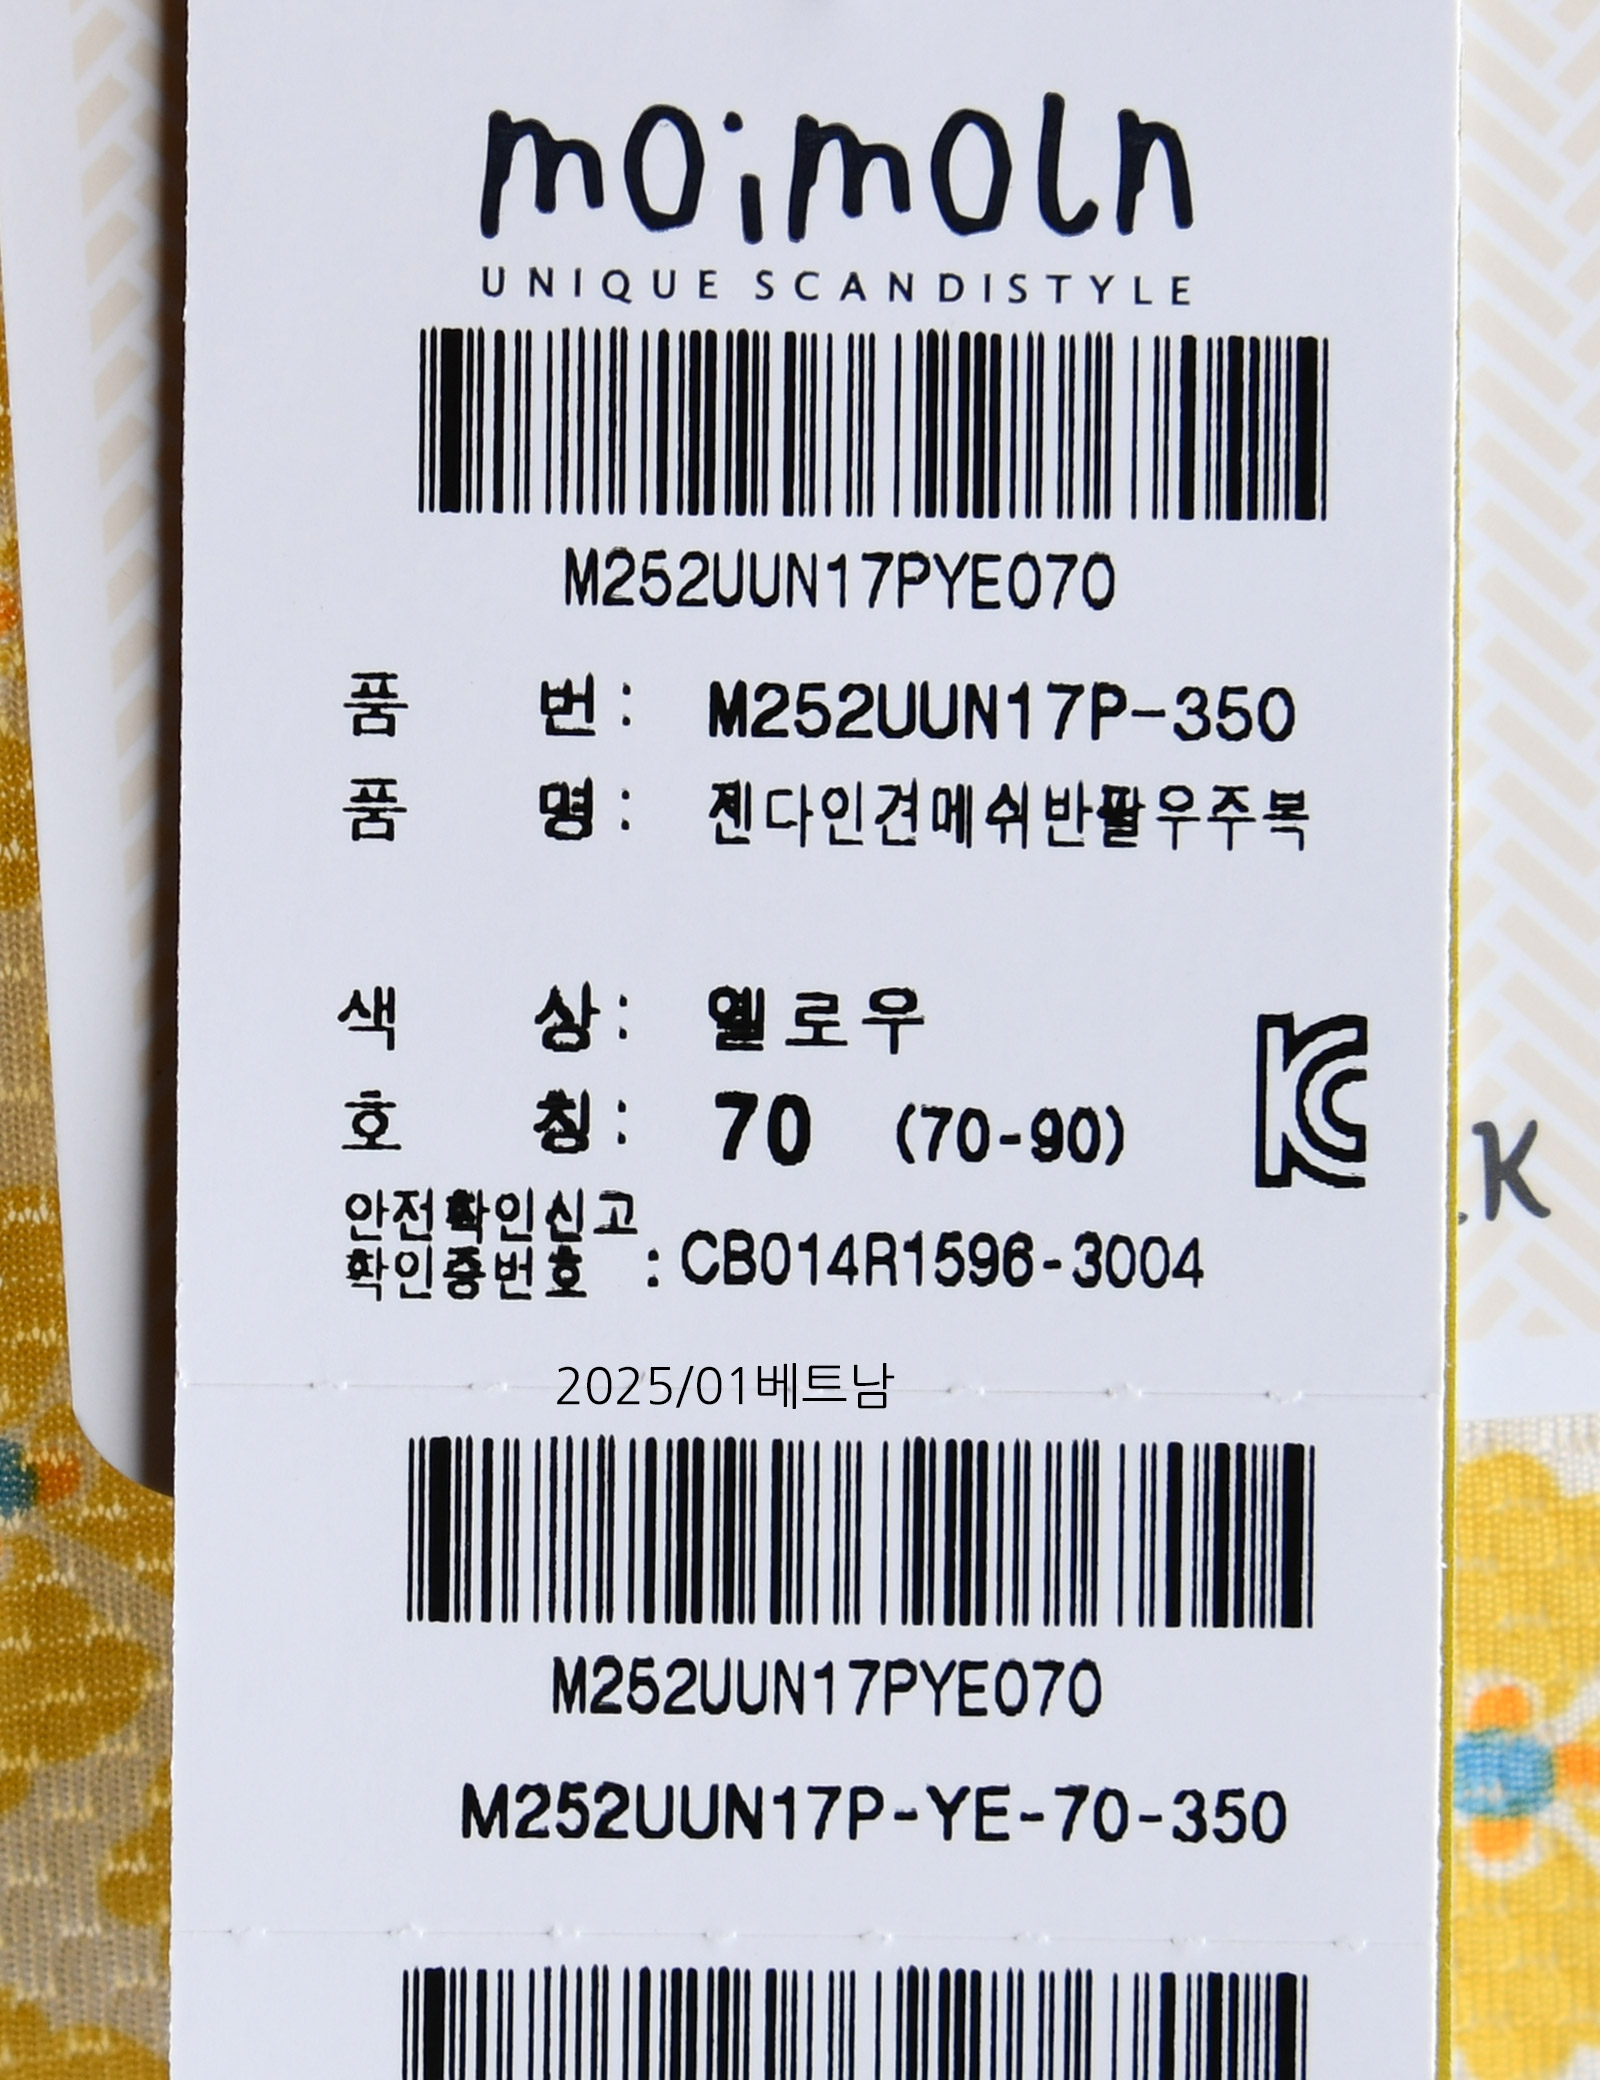 moimoln
UNIQUE SCANDISTYLE
M252UUN17PYE070
품 번 : M252UUN17P-350
품 명 : 젠다인견메쉬반팔우주복
색 상 : 옐로우
호 칭 : 70 (70-90)
안전확인신고
확인증번호 : CB014R1596-3004
KC
.K
2025/01베트남
M252UUN17PYE070
M252UUN17P-YE-70-350